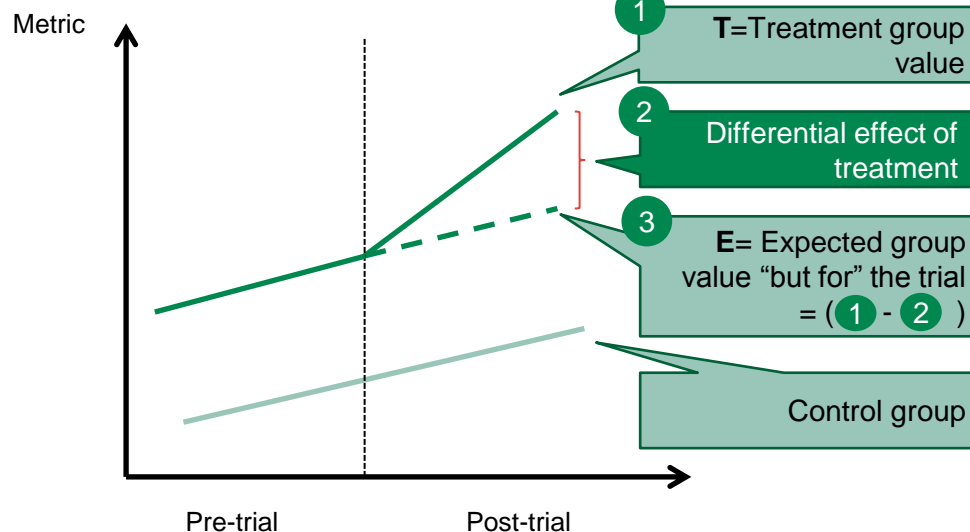 Metric
1
T=Treatment group
value
2
Differential effect of
treatment
3
E= Expected group
value “but for” the trial
= (1 - 2 )
Control group
Pre-trial
Post-trial